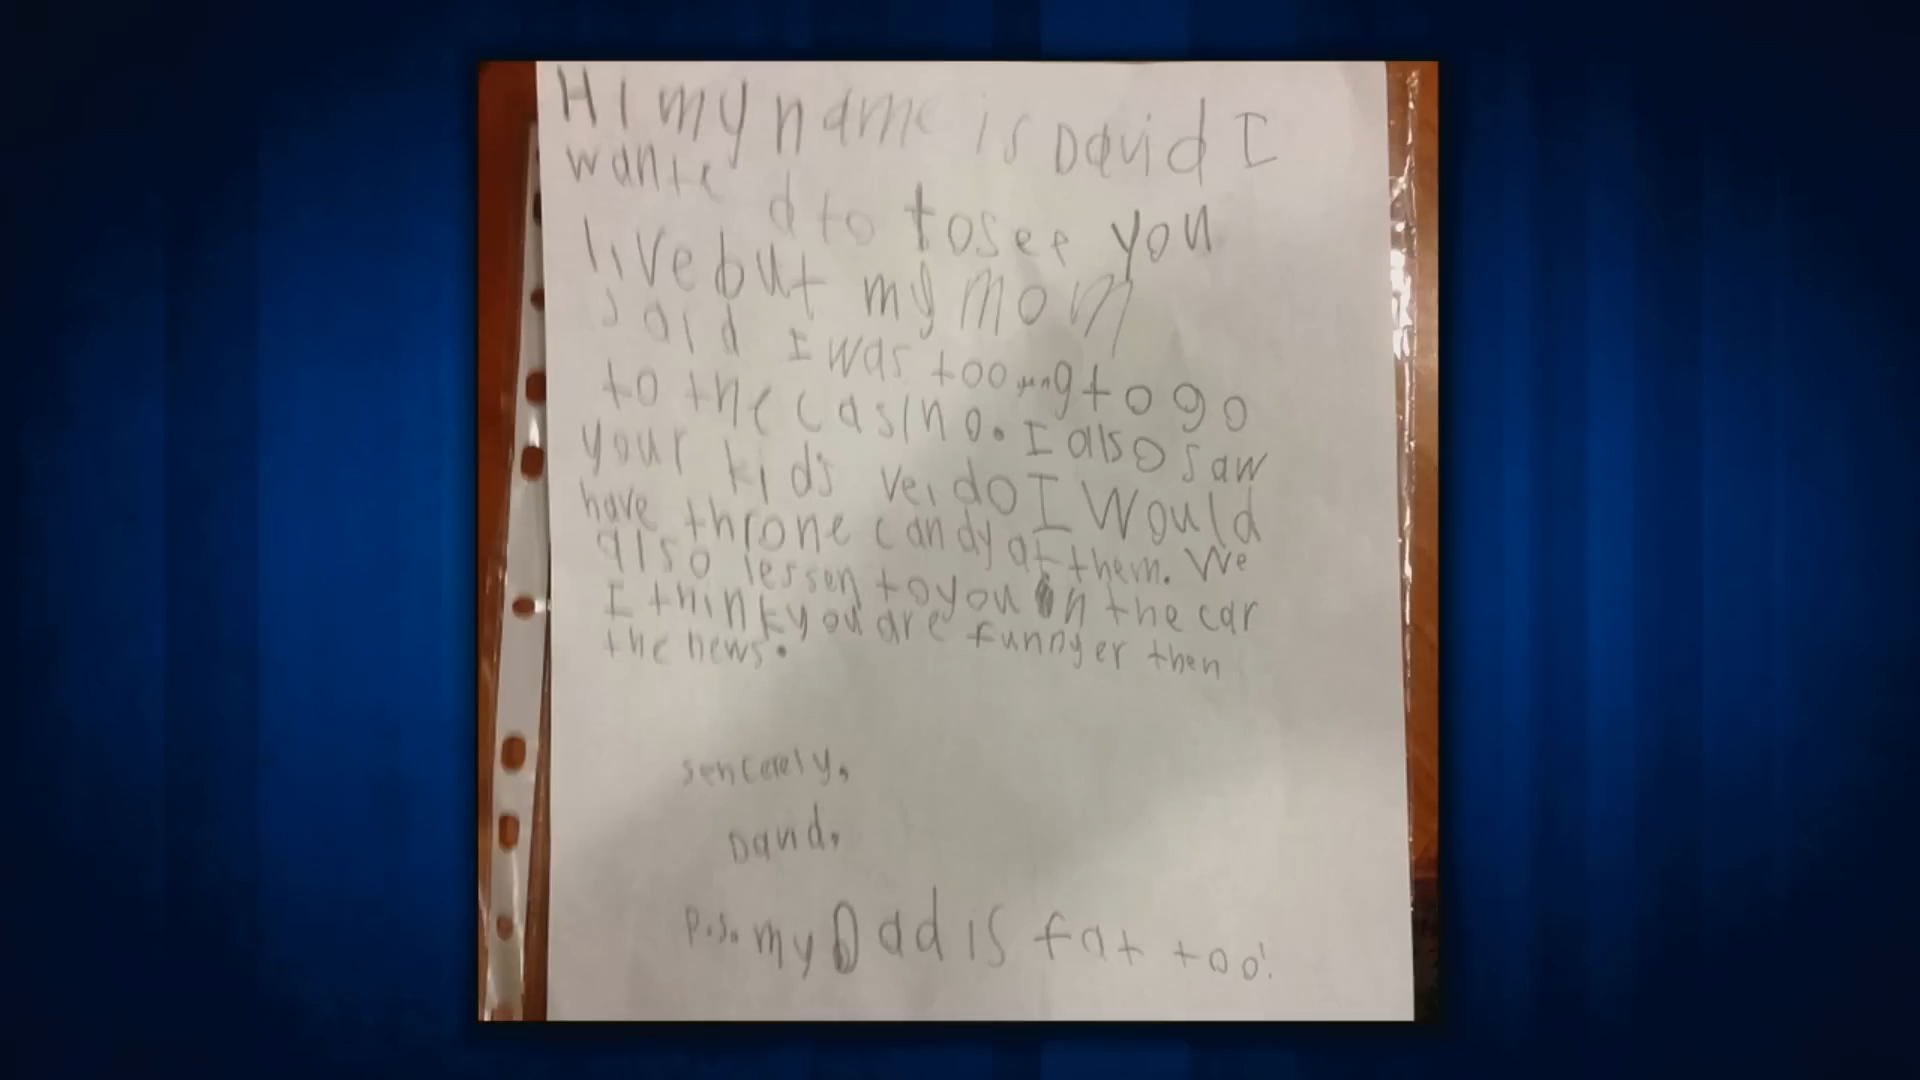 Hi my name is David I
wante d to to see you
live but my mom
said I was too yung to go
to the casino. I also saw
your kids veido I Would
have throne candy at them. We
also lessen to you in the car
I think you are funnyer then
the news.
sencerely,
David,
P.S. my Dad is fat too!